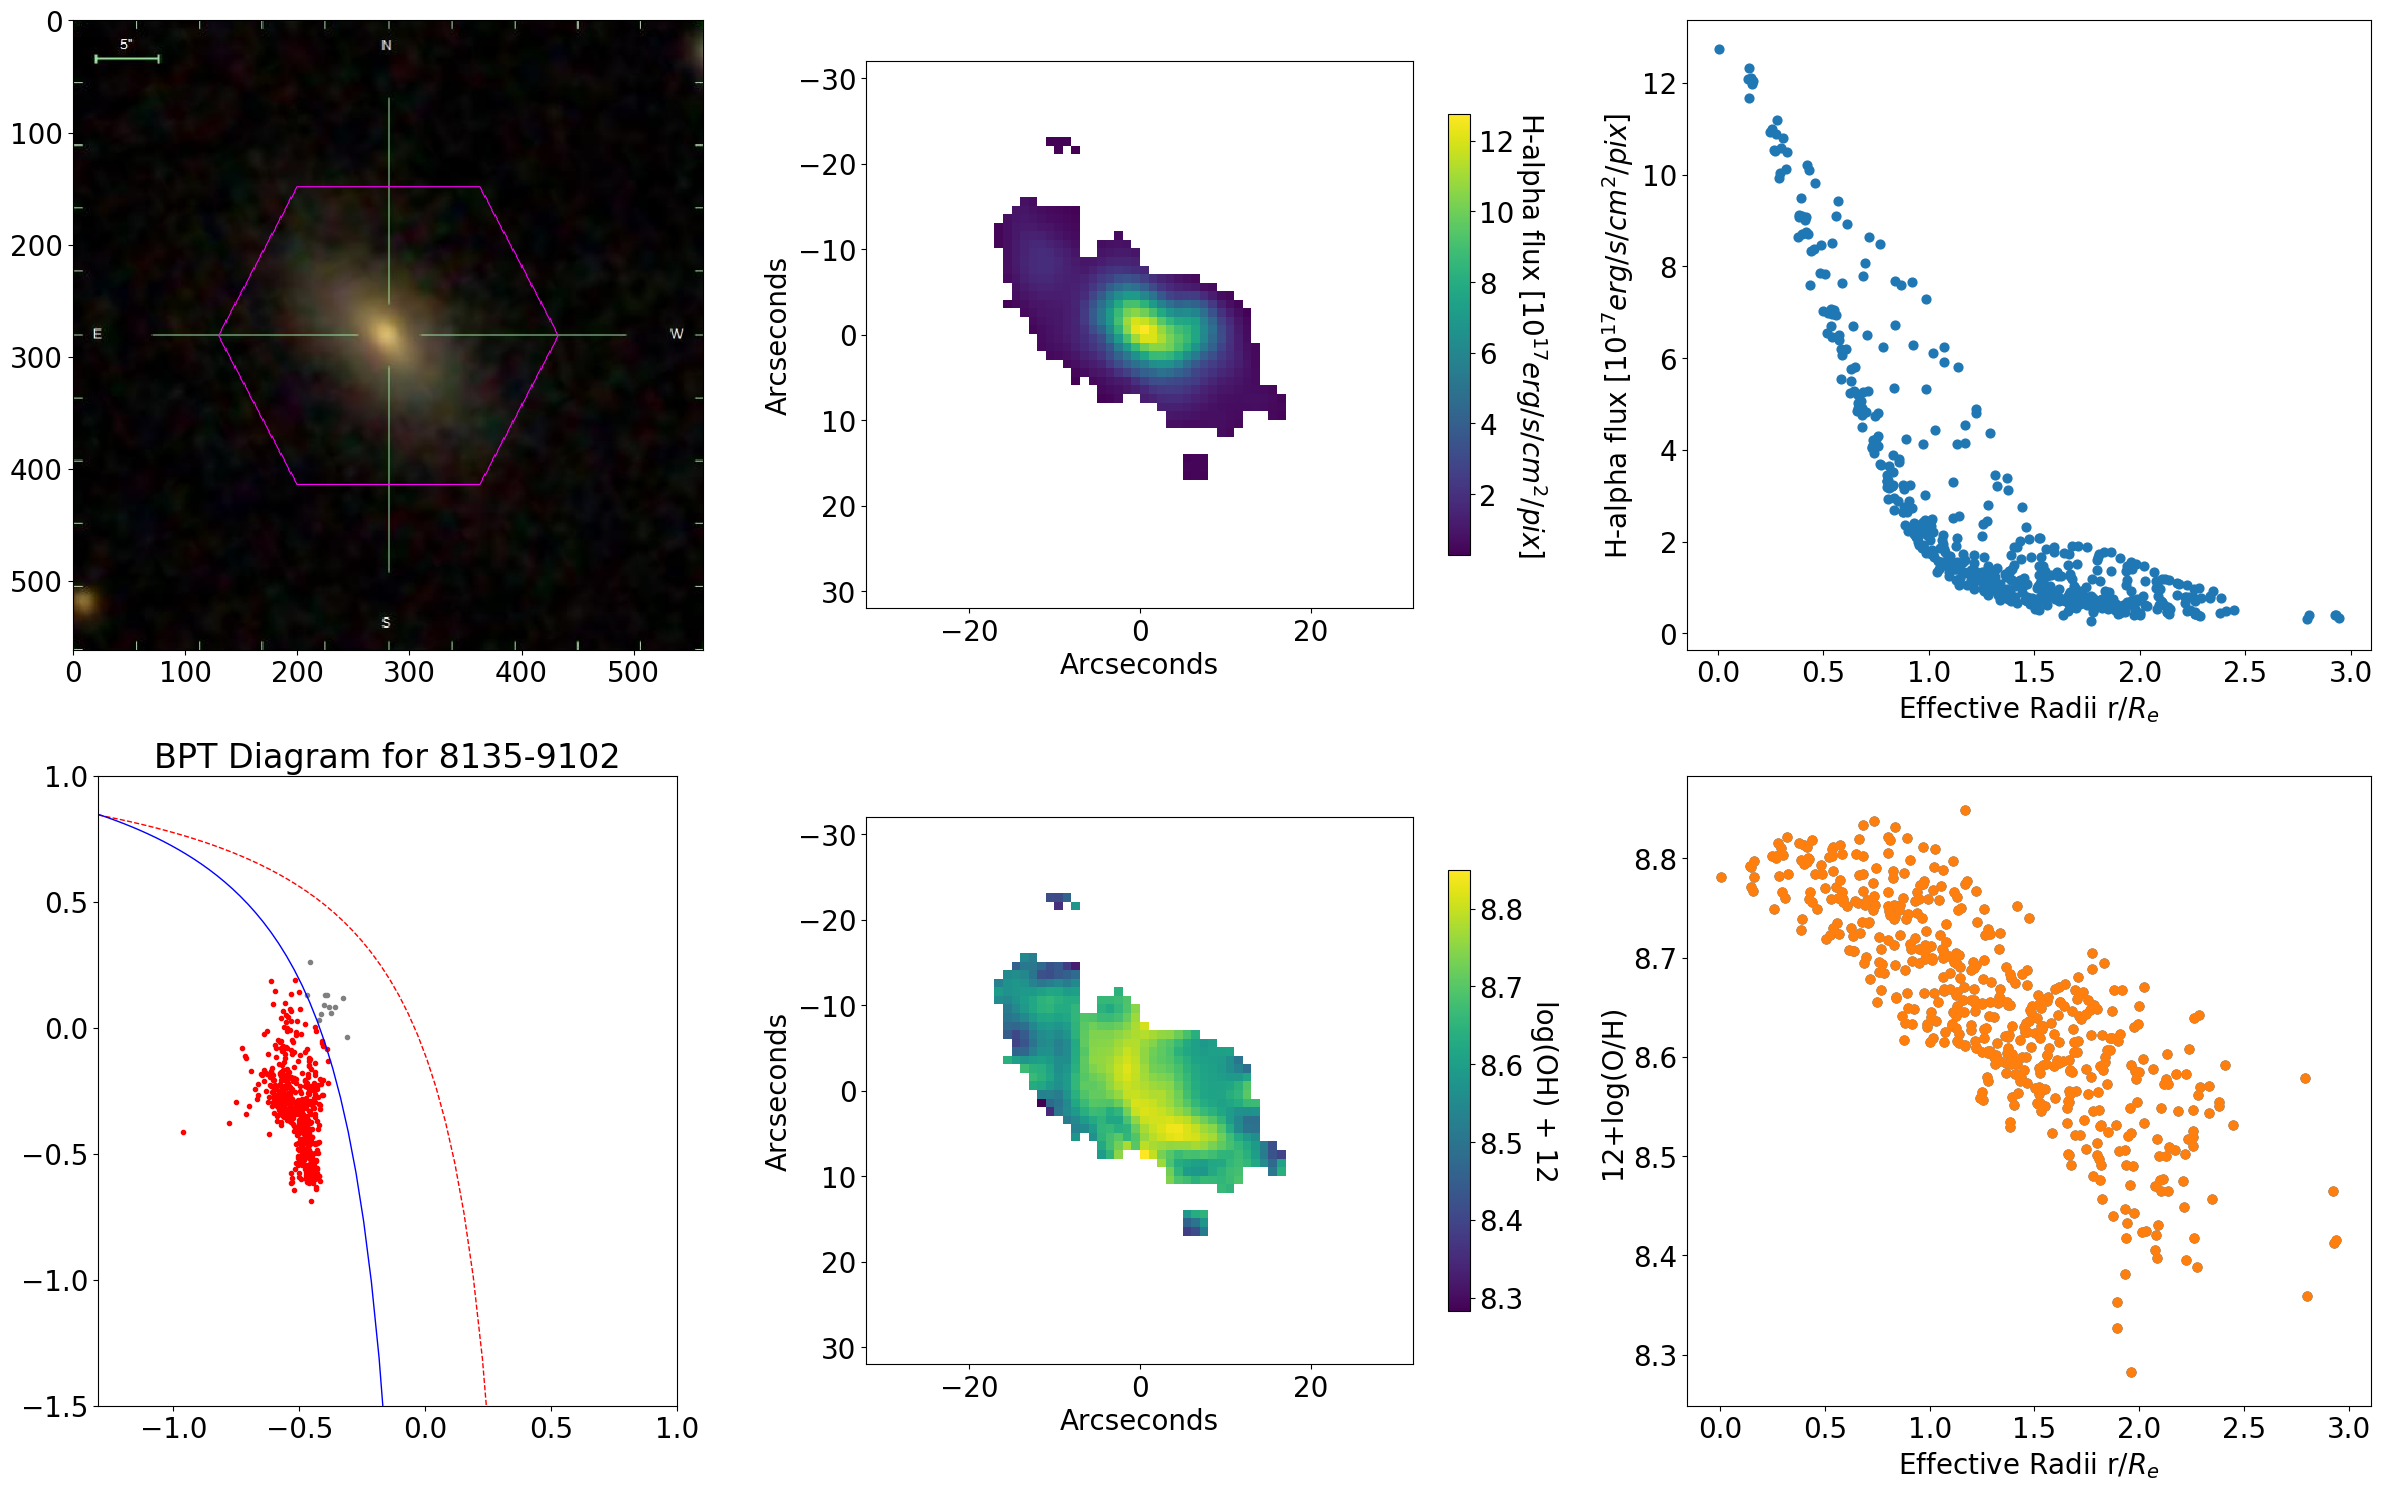 0
100
200
300
400
500
0 100 200 300 400 500
5"
N
E
W
S
−30
−20
−10
0
10
20
30
−20 0 20
Arcseconds
Arcseconds
12
10
8
6
4
2
H-alpha flux [10^17 erg/s/cm^2/pix]
12
10
8
6
4
2
0
0.0 0.5 1.0 1.5 2.0 2.5 3.0
H-alpha flux [10^17 erg/s/cm^2/pix]
Effective Radii r/R_e
BPT Diagram for 8135-9102
1.0
0.5
0.0
−0.5
−1.0
−1.5
−1.0 −0.5 0.0 0.5 1.0
−30
−20
−10
0
10
20
30
−20 0 20
Arcseconds
Arcseconds
8.8
8.7
8.6
8.5
8.4
8.3
log(OH) + 12
8.8
8.7
8.6
8.5
8.4
8.3
0.0 0.5 1.0 1.5 2.0 2.5 3.0
12+log(O/H)
Effective Radii r/R_e